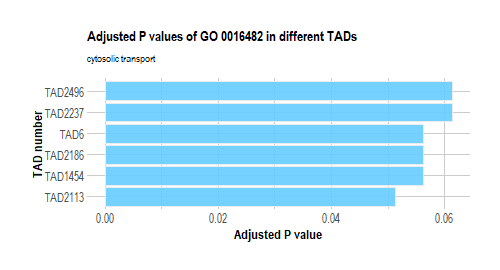 Adjusted P values of GO 0016482 in different TADs
cytosolic transport
TAD2496
TAD2237
TAD6
TAD2186
TAD1454
TAD2113
TAD number
0.00 0.02 0.04 0.06
Adjusted P value